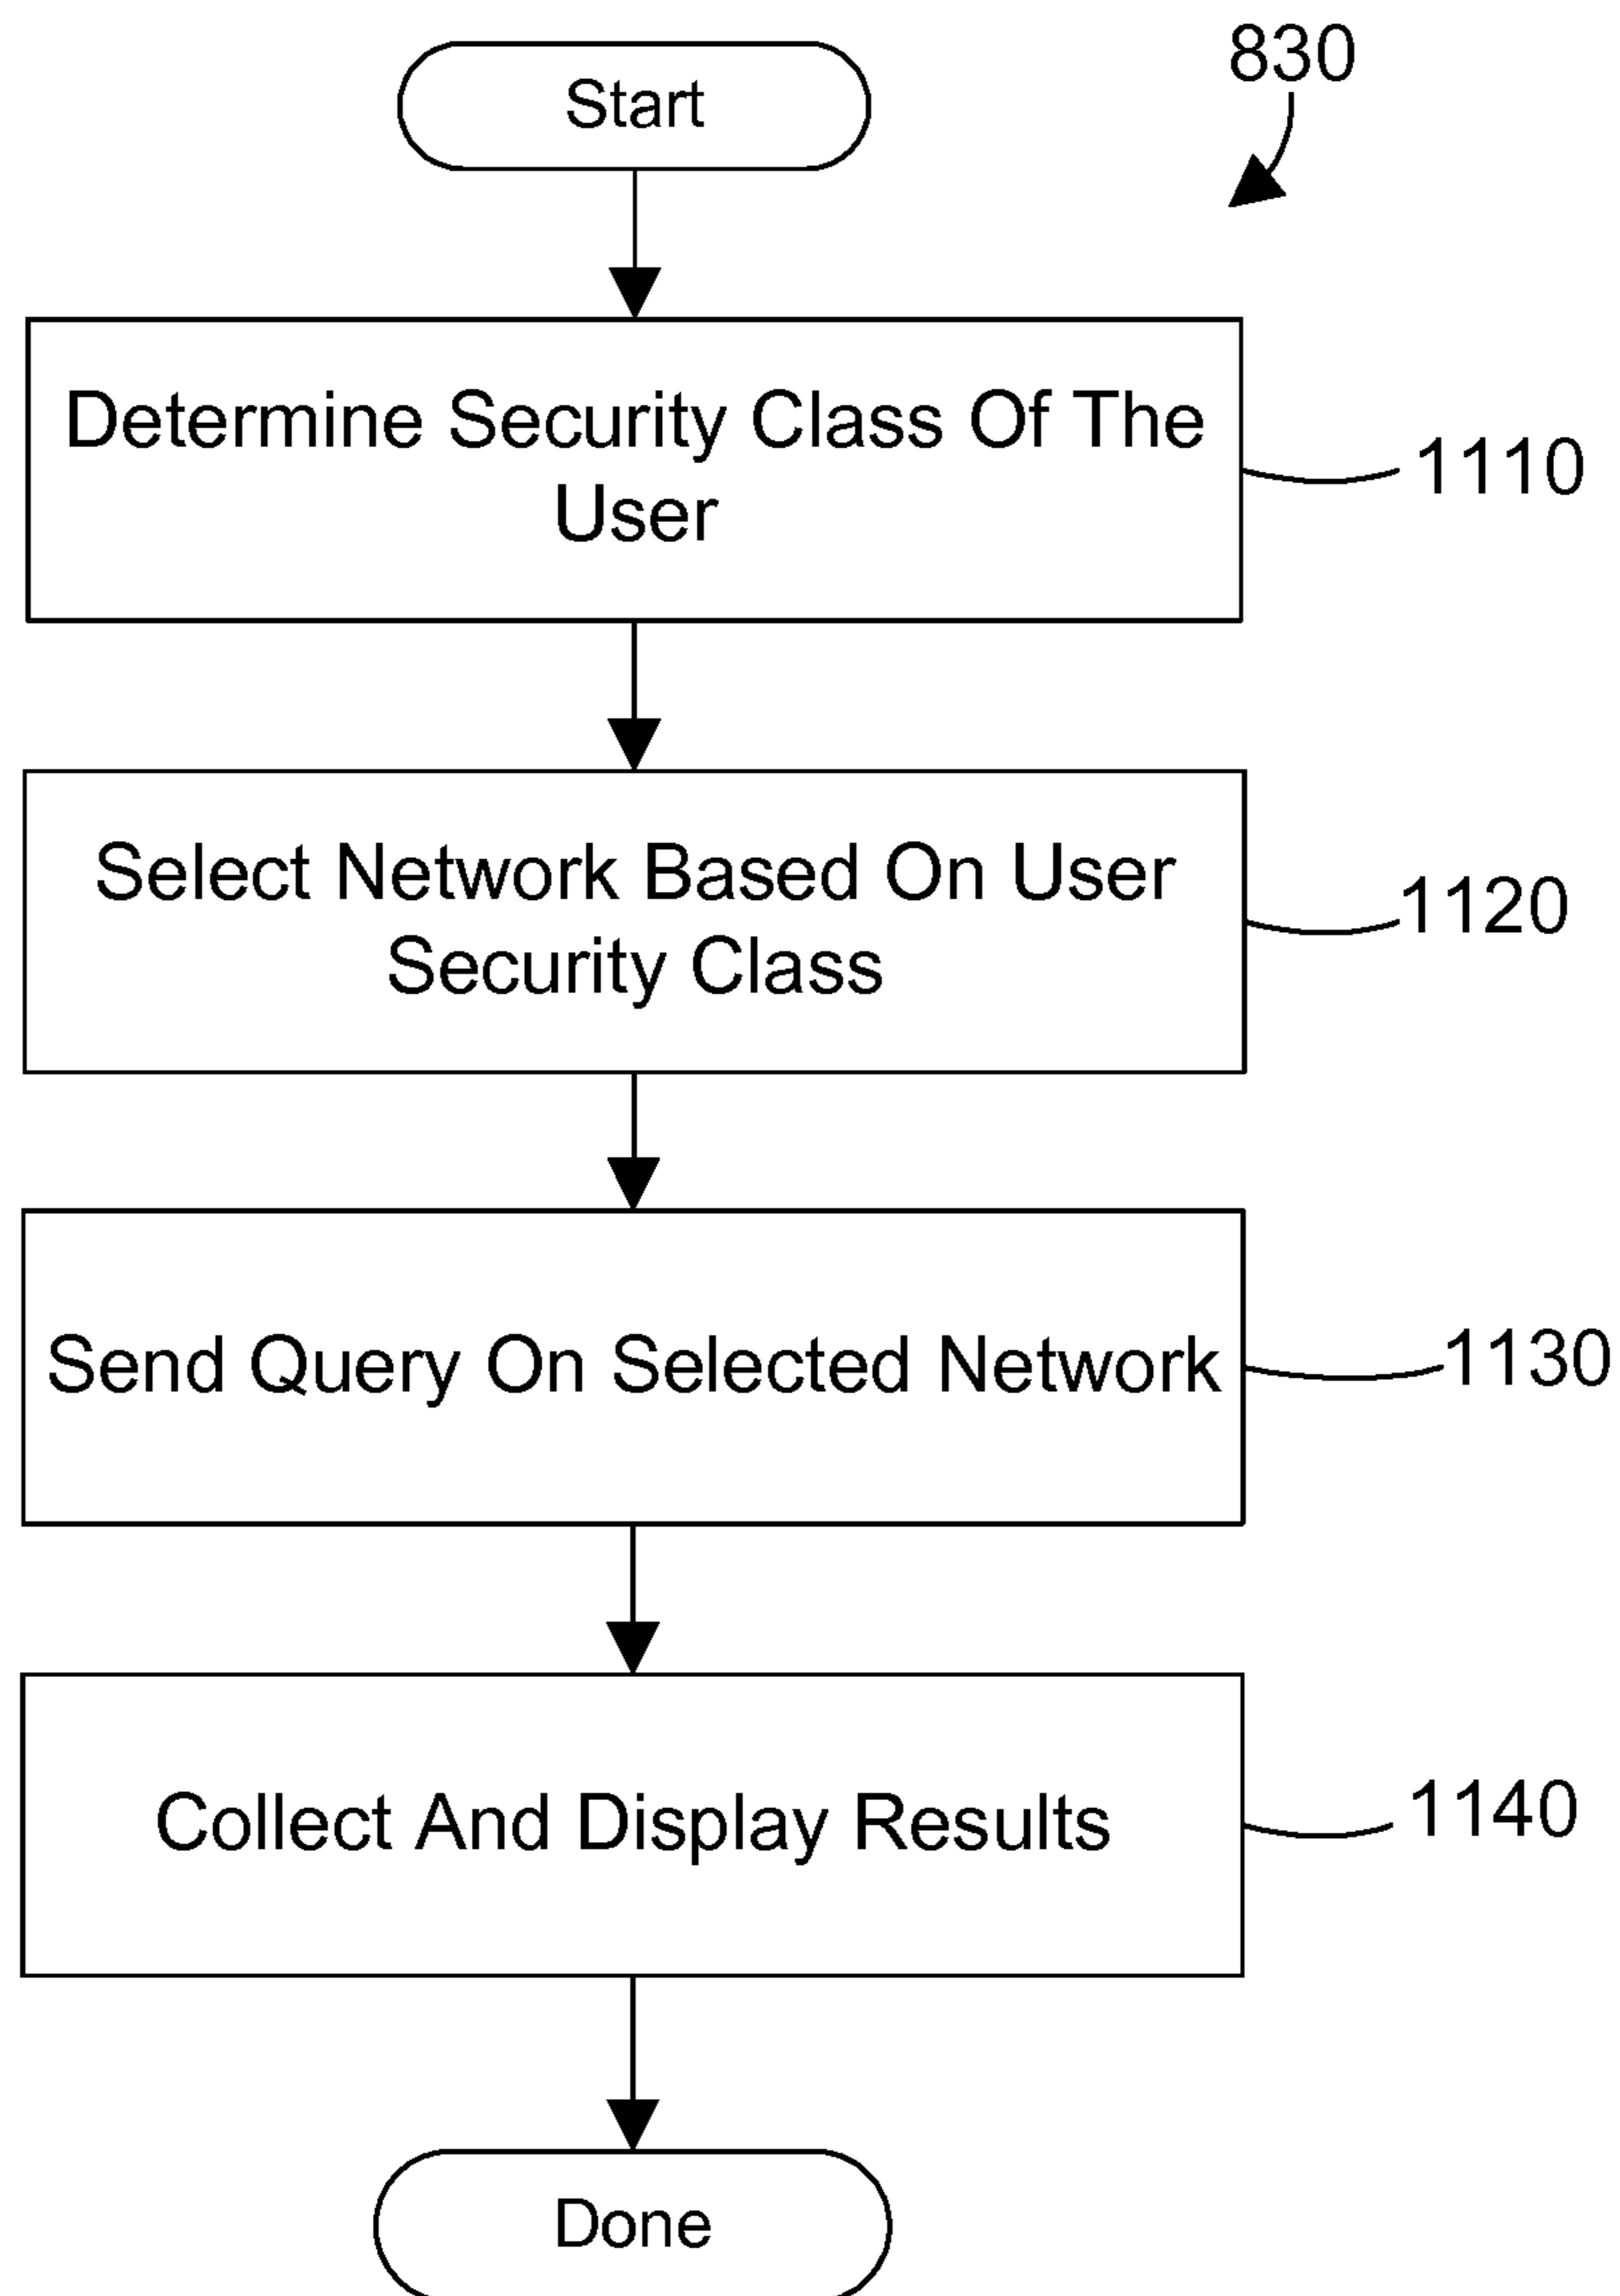 830
Start
Determine Security Class Of The
User
1110
Select Network Based On User
Security Class
1120
Send Query On Selected Network
1130
Collect And Display Results
1140
Done